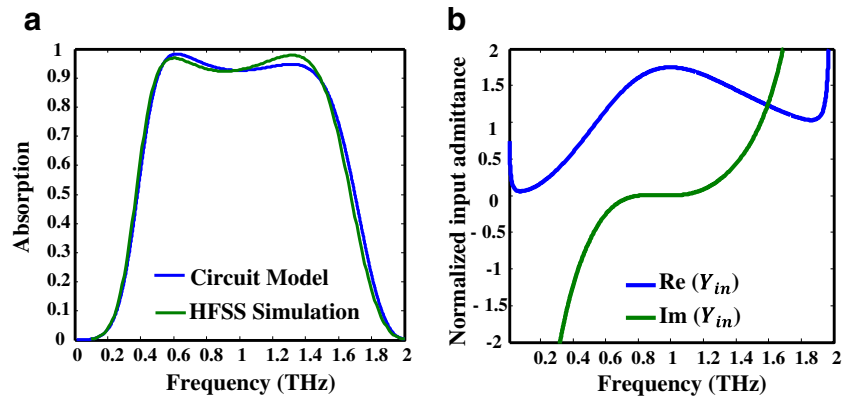 a
Absorption
1
0.9
0.8
0.7
0.6
0.5
0.4
0.3
0.2
0.1
0
Circuit Model
HFSS Simulation
0 0.2 0.4 0.6 0.8 1 1.2 1.4 1.6 1.8 2
Frequency (THz)
b
Normalized input admittance
2
1.5
1
0.5
0
- 5
-1
-1.5
-2
Re (Y_in)
Im (Y_in)
0.2 0.4 0.6 0.8 1 1.2 1.4 1.6 1.8 2
Frequency (THz)